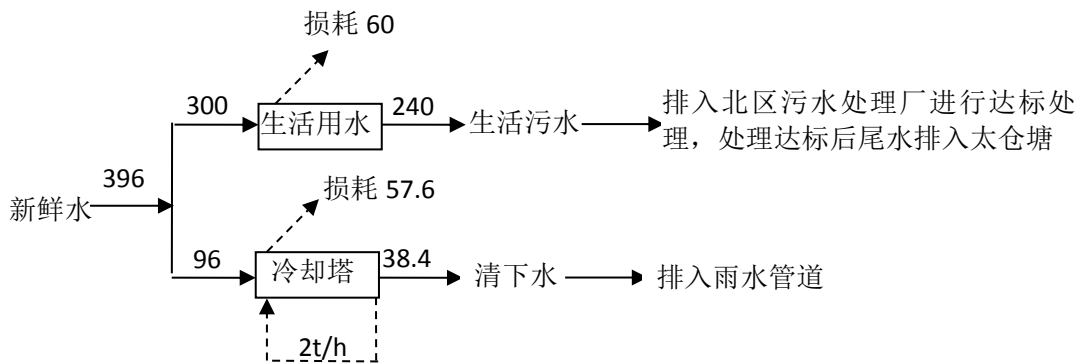 损耗 60
300
生活用水
240
生活污水
排入北区污水处理厂进行达标处
理，处理达标后尾水排入太仓塘
396
新鲜水
损耗 57.6
96
冷却塔
38.4
清下水
排入雨水管道
2t/h